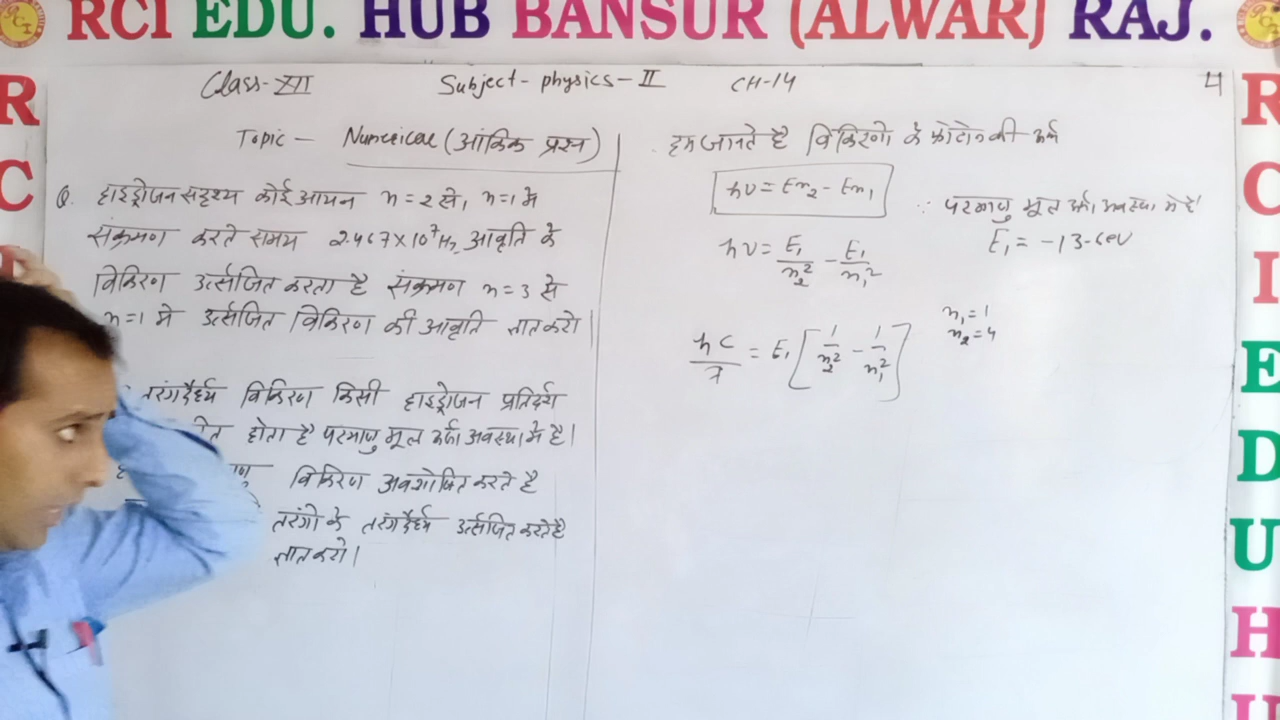 RCI EDU. HUB BANSUR (ALWAR) RAJ.
Class-XII Subject-physics-II CH-14 4
Topic - Numerical (आंकिक प्रश्न)
Q. हाइड्रोजन सदृश्य कोई आयन n=2 से, n=1 मे
संक्रमण करते समय 2.467×10⁷Hz आवृति के
विकिरण उत्सर्जित करता है संक्रमण n=3 से
n=1 मे उत्सर्जित विकिरण की आवृति ज्ञात करो।
तरंगदैर्ध्य विकिरण किसी हाइड्रोजन प्रतिदर्श
होता है परमाणु मूल ऊर्जा अवस्था मे है।
विकिरण अवशोषित करते है
तरंगो के तरंगदैर्ध्य उत्सर्जित करते है
ज्ञात करो।
हम जानते है विकिरणो के फोटोन की ऊर्जा
hν = En₂ - En₁
hν = E₁/n₂² - E₁/n₁²
hc/λ = E₁ [1/n₂² - 1/n₁²]
∵ परमाणु मूल ऊर्जा अवस्था मे है।
E₁ = -13.6eV
n₁=1
n₂=4
R
C
R
C
I
E
D
U
H
U